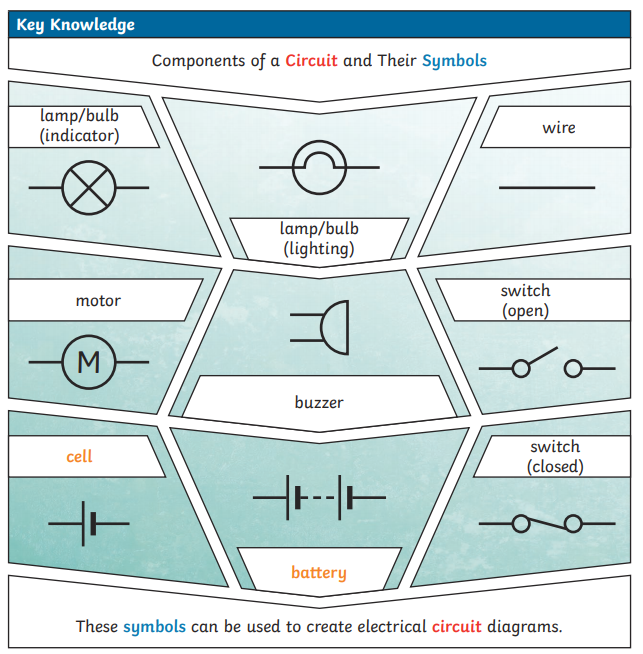 Key Knowledge
Components of a Circuit and Their Symbols
lamp/bulb
(indicator)
lamp/bulb
(lighting)
wire
motor
M
buzzer
switch
(open)
cell
battery
switch
(closed)
These symbols can be used to create electrical circuit diagrams.